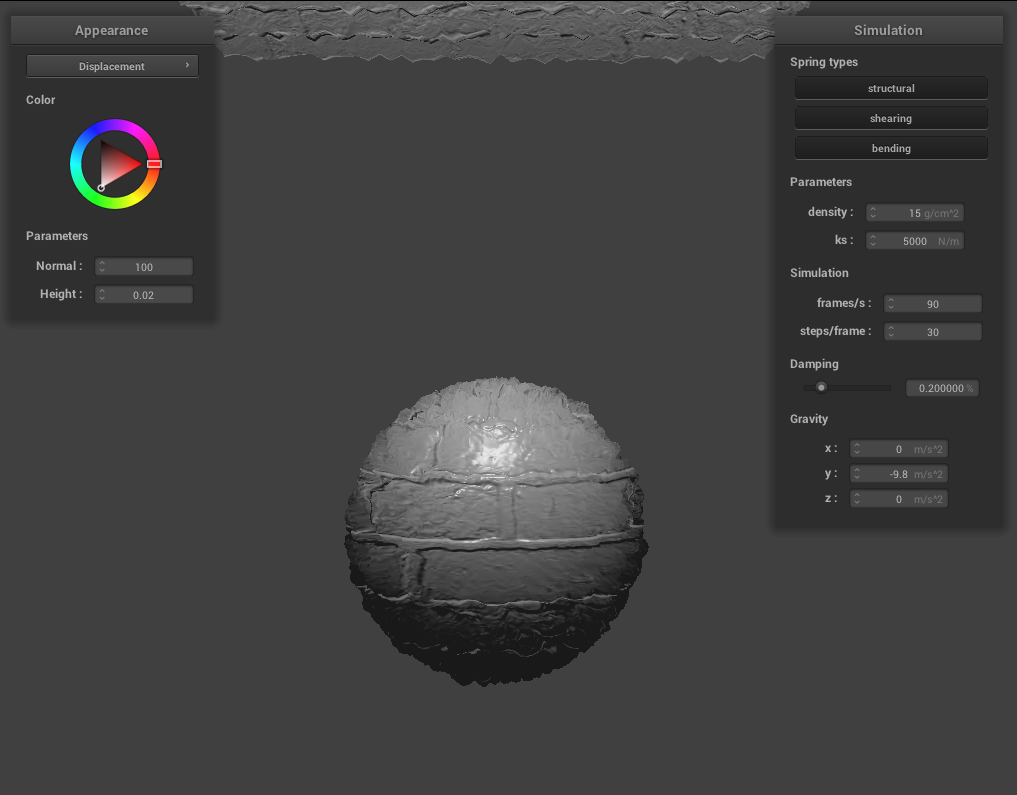 Appearance
Displacement
Color
Parameters
Normal : 100
Height : 0.02
Simulation
Spring types
structural
shearing
bending
Parameters
density : 15 g/cm^2
ks : 5000 N/m
Simulation
frames/s : 90
steps/frame : 30
Damping
0.200000 %
Gravity
x : 0 m/s^2
y : -9.8 m/s^2
z : 0 m/s^2